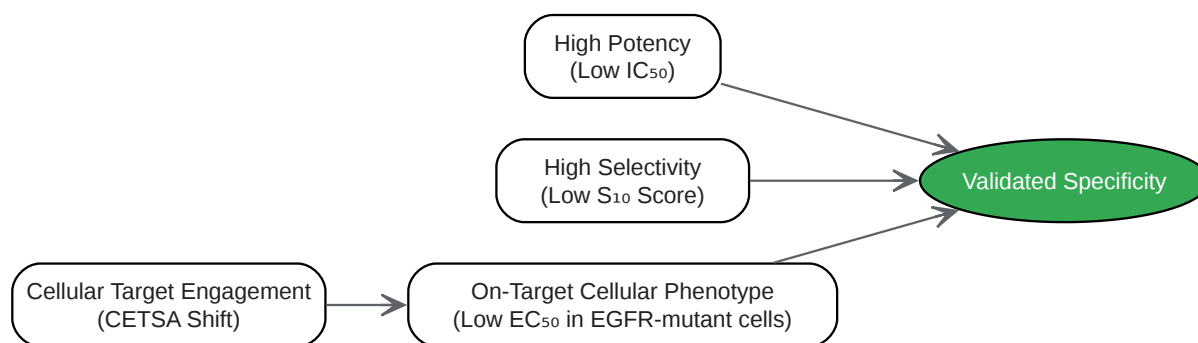 High Potency
(Low IC₅₀)
High Selectivity
(Low S₁₀ Score)
Validated Specificity
Cellular Target Engagement
(CETSA Shift)
On-Target Cellular Phenotype
(Low EC₅₀ in EGFR-mutant cells)